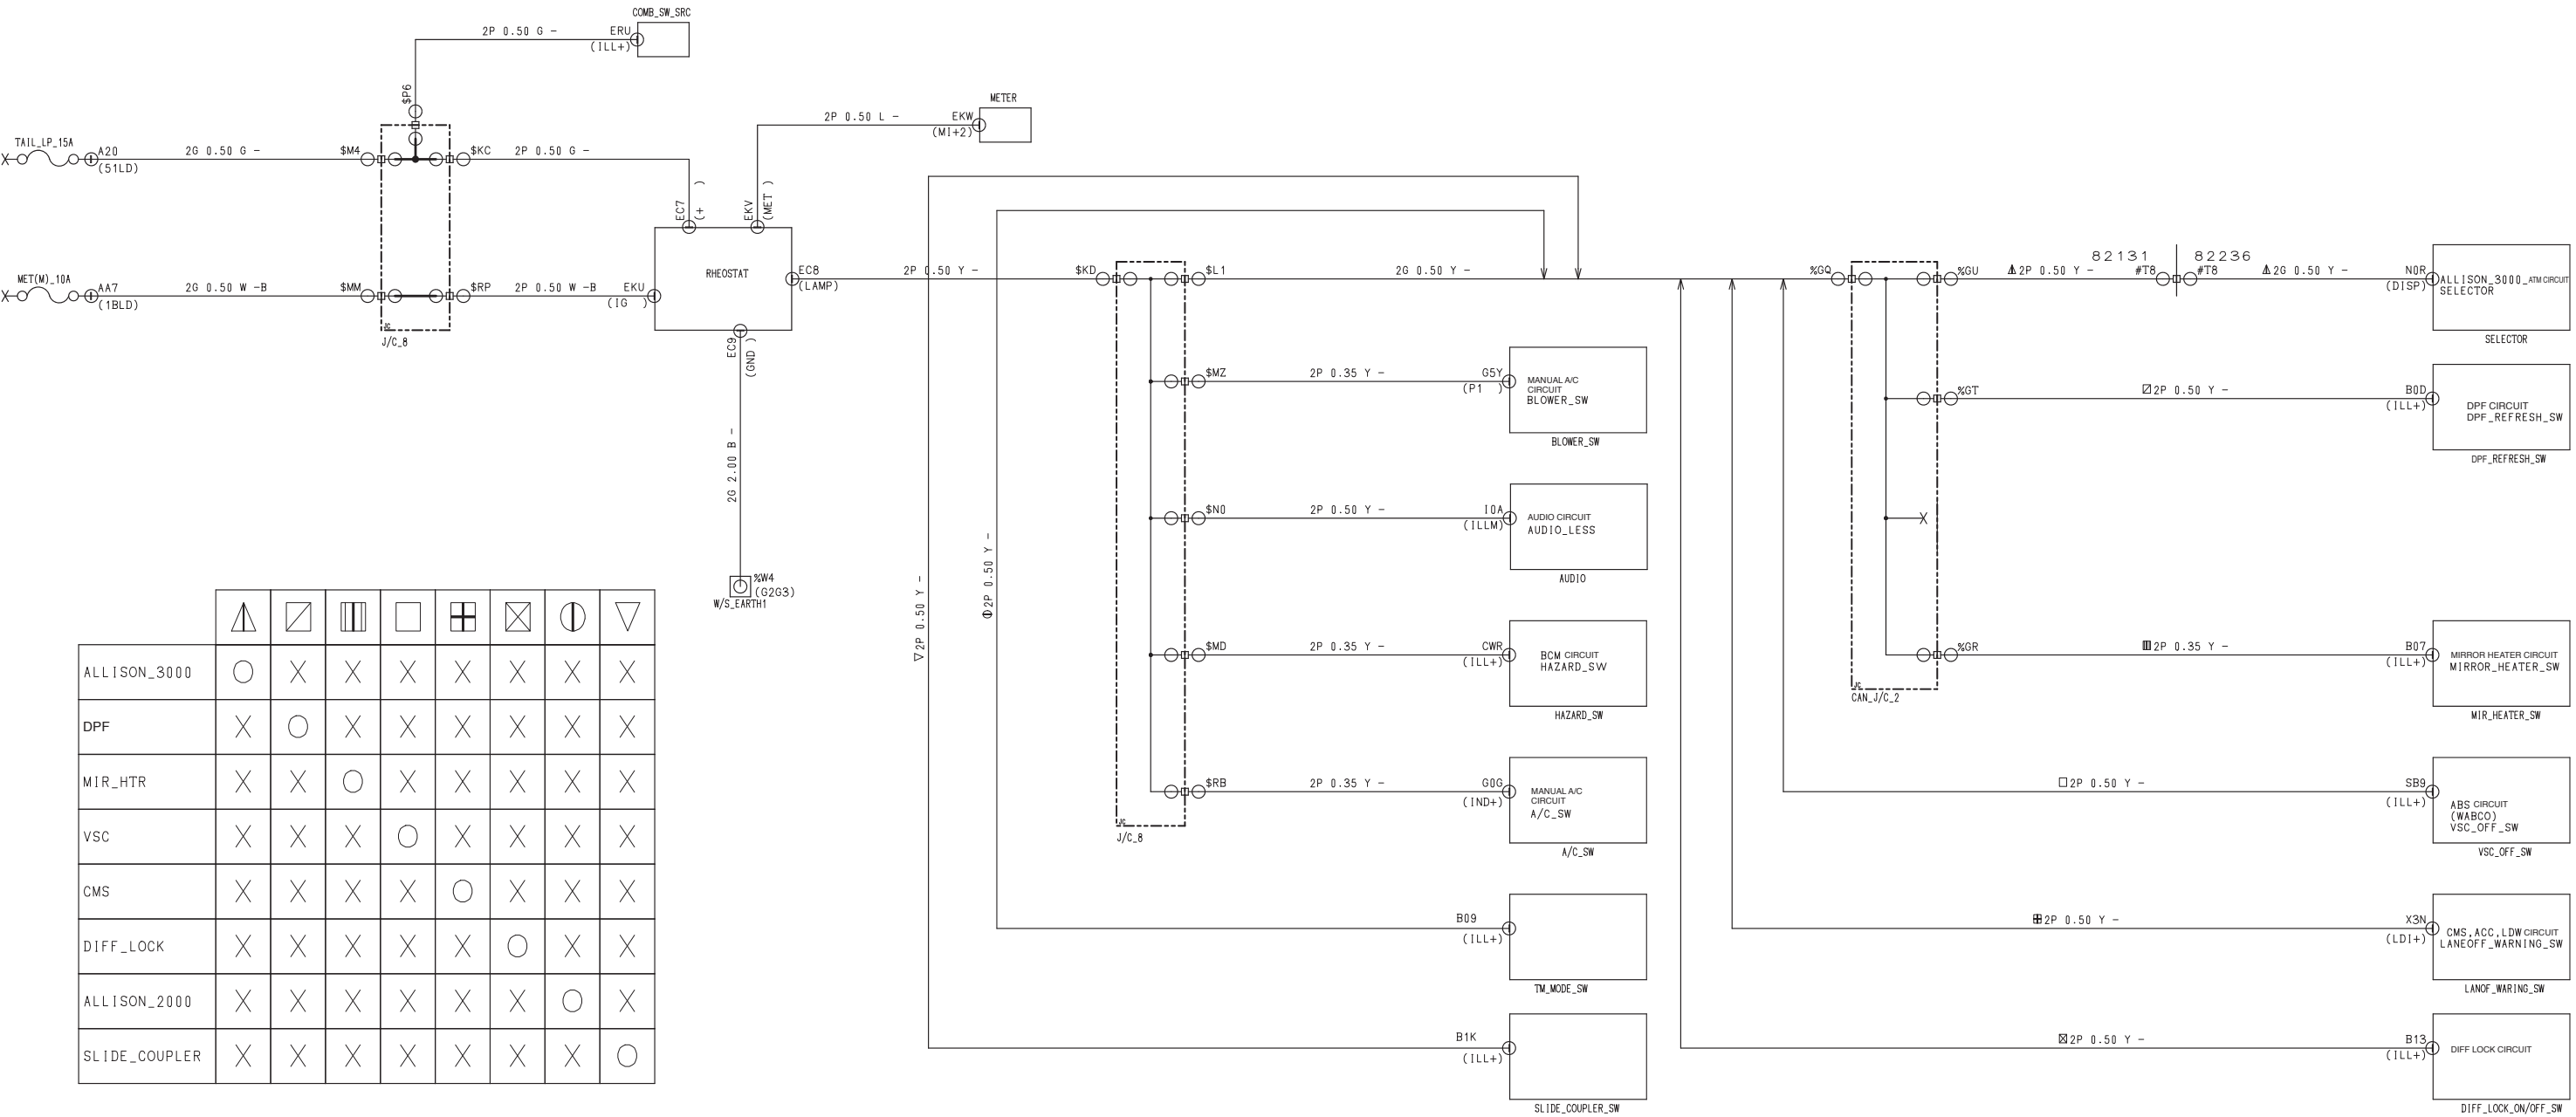 COMB_SW_SRC
2P 0.50 G -
ERU
(ILL+)
$P6
METER
2P 0.50 L -
EKW
(MI+2)
TAIL_LP_15A
A20
(51LD)
2G 0.50 G -
$M4
$KC
2P 0.50 G -
EC7
(+ )
EKV
(MET )
MET(M)_10A
AA7
(1BLD)
2G 0.50 W -B
$MM
$RP
2P 0.50 W -B
EKU
(IG )
JC
J/C_8
RHEOSTAT
EC8
(LAMP)
EC9
(GND )
2G 2.00 B -
%W4
(G2G3)
W/S_EARTH1
2P 0.50 Y -
$KD
$L1
2G 0.50 Y -
%GQ
%GU
2P 0.50 Y -
82131
82236
#T8
#T8
2G 0.50 Y -
N0R
(DISP)
ALLISON_3000_ATM CIRCUIT
SELECTOR
SELECTOR
$MZ
2P 0.35 Y -
G5Y
(P1 )
MANUAL A/C
CIRCUIT
BLOWER_SW
BLOWER_SW
%GT
2P 0.50 Y -
B0D
(ILL+)
DPF CIRCUIT
DPF_REFRESH_SW
DPF_REFRESH_SW
$N0
2P 0.50 Y -
I0A
(ILLM)
AUDIO CIRCUIT
AUDIO_LESS
AUDIO
2P 0.50 Y -
2P 0.50 Y -
$MD
2P 0.35 Y -
CWR
(ILL+)
BCM CIRCUIT
HAZARD_SW
HAZARD_SW
%GR
2P 0.35 Y -
B07
(ILL+)
MIRROR HEATER CIRCUIT
MIRROR_HEATER_SW
MIR_HEATER_SW
JC
CAN_J/C_2
$RB
2P 0.35 Y -
G0G
(IND+)
MANUAL A/C
CIRCUIT
A/C_SW
A/C_SW
JC
J/C_8
2P 0.50 Y -
SB9
(ILL+)
ABS CIRCUIT
(WABCO)
VSC_OFF_SW
VSC_OFF_SW
B09
(ILL+)
TM_MODE_SW
2P 0.50 Y -
X3N
(LDI+)
CMS,ACC,LDW CIRCUIT
LANEOFF_WARNING_SW
LANOF_WARING_SW
B1K
(ILL+)
SLIDE_COUPLER_SW
2P 0.50 Y -
B13
(ILL+)
DIFF LOCK CIRCUIT
DIFF_LOCK_ON/OFF_SW
ALLISON_3000 O X X X X X X X
DPF X O X X X X X X
MIR_HTR X X O X X X X X
VSC X X X O X X X X
CMS X X X X O X X X
DIFF_LOCK X X X X X O X X
ALLISON_2000 X X X X X X O X
SLIDE_COUPLER X X X X X X X O